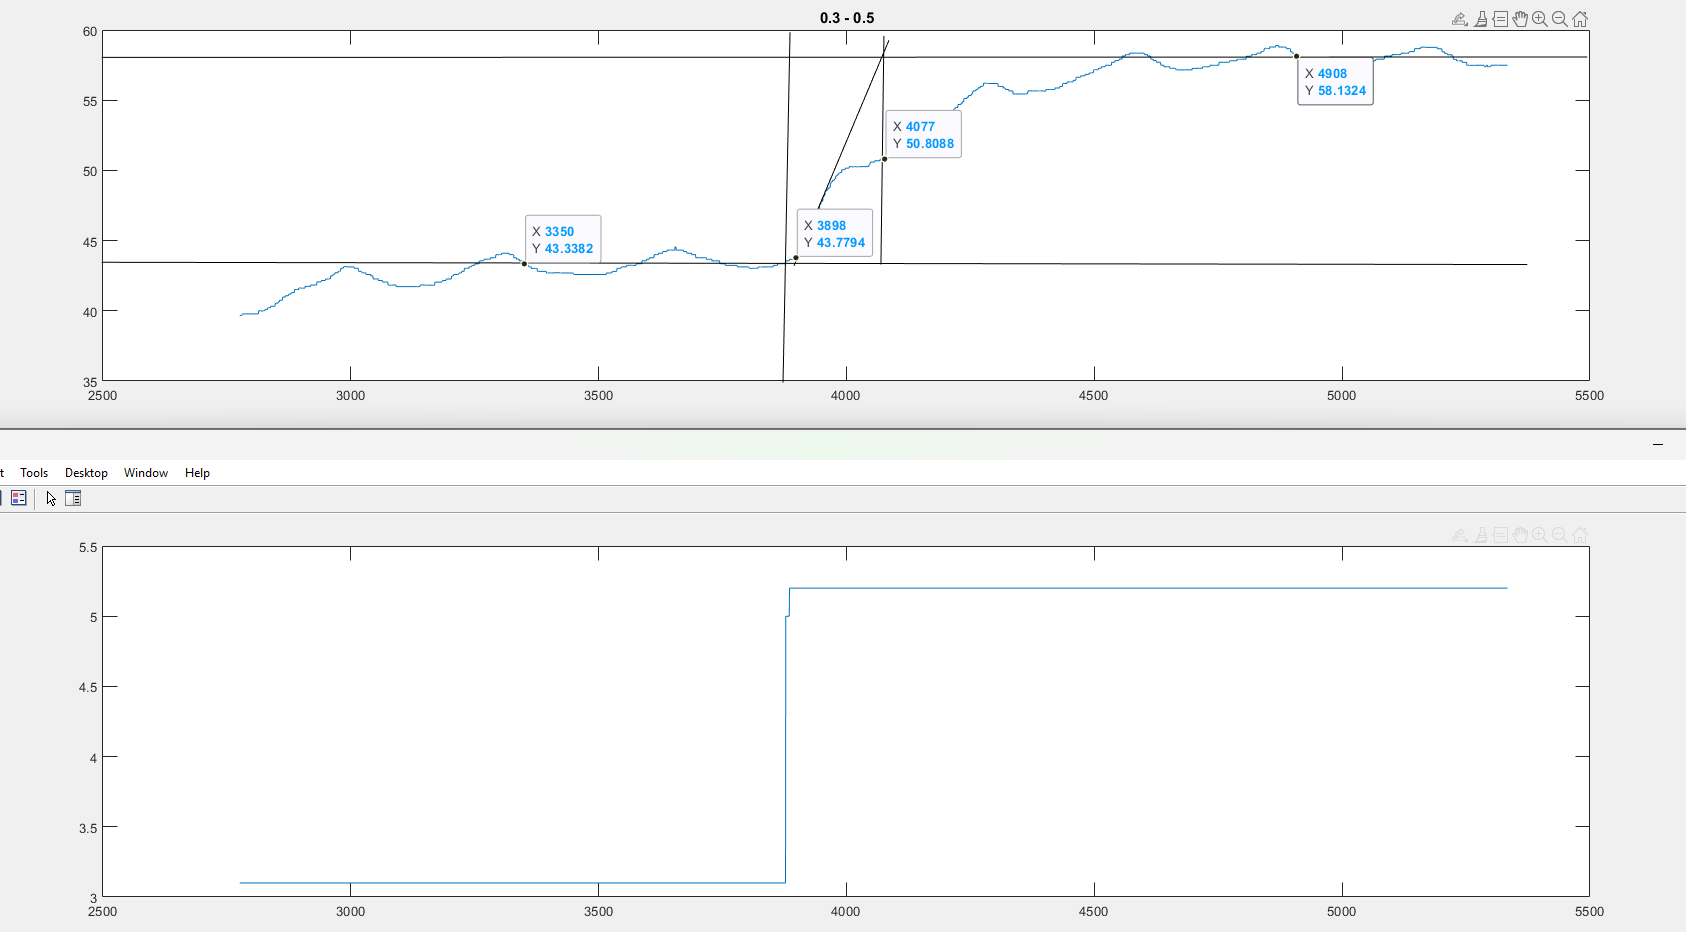 0.3 - 0.5
60
55
50
45
40
35
X 4908
Y 58.1324
X 4077
Y 50.8088
X 3898
Y 43.7794
X 3350
Y 43.3382
2500 3000 3500 4000 4500 5000 5500
t Tools Desktop Window Help
5.5
5
4.5
4
3.5
3
2500 3000 3500 4000 4500 5000 5500